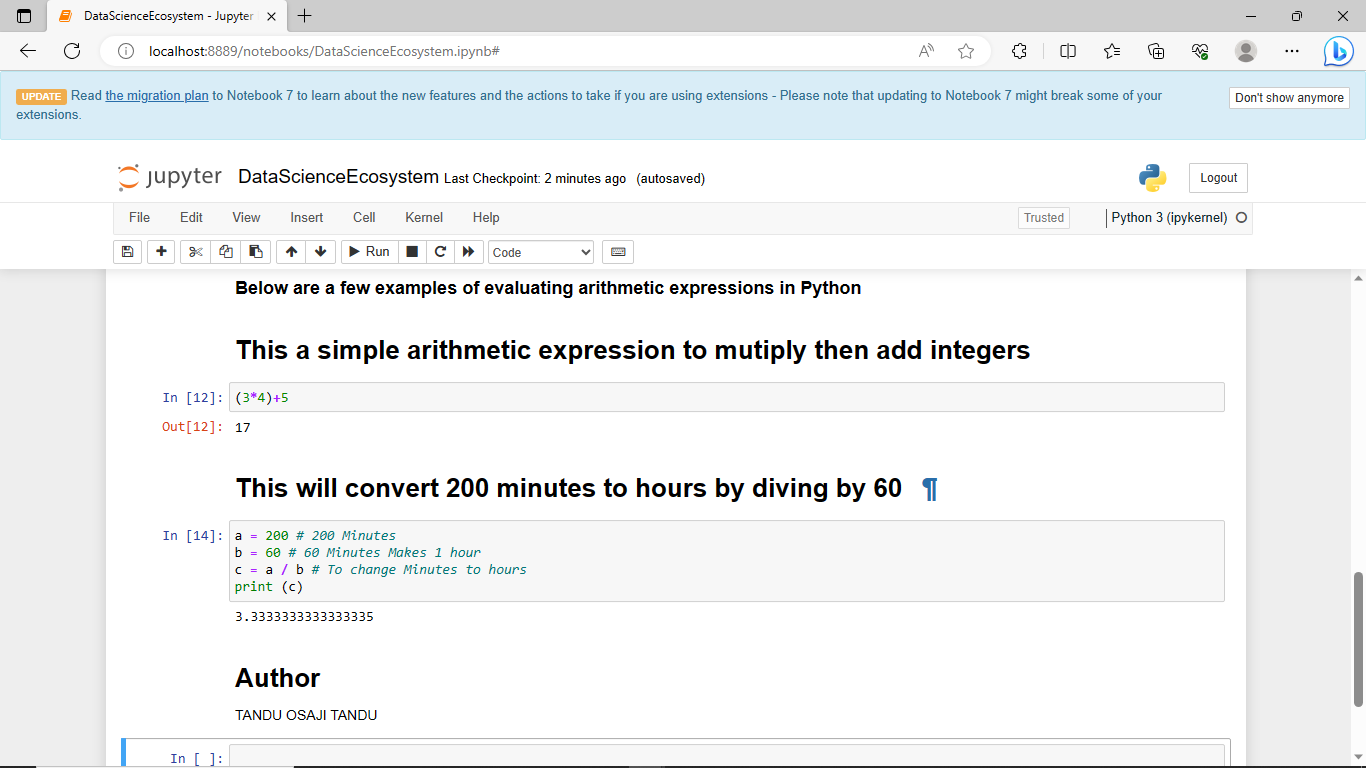 DataScienceEcosystem - Jupyter
localhost:8889/notebooks/DataScienceEcosystem.ipynb#
UPDATE Read the migration plan to Notebook 7 to learn about the new features and the actions to take if you are using extensions - Please note that updating to Notebook 7 might break some of your
extensions.
Don't show anymore
jupyter DataScienceEcosystem Last Checkpoint: 2 minutes ago (autosaved)
Logout
File Edit View Insert Cell Kernel Help
Trusted Python 3 (ipykernel)
Run Code
Below are a few examples of evaluating arithmetic expressions in Python
This a simple arithmetic expression to mutiply then add integers
In [12]: (3*4)+5
Out[12]: 17
This will convert 200 minutes to hours by diving by 60 ¶
In [14]: a = 200 # 200 Minutes
b = 60 # 60 Minutes Makes 1 hour
c = a / b # To change Minutes to hours
print (c)
3.3333333333333335
Author
TANDU OSAJI TANDU
In [ ]: